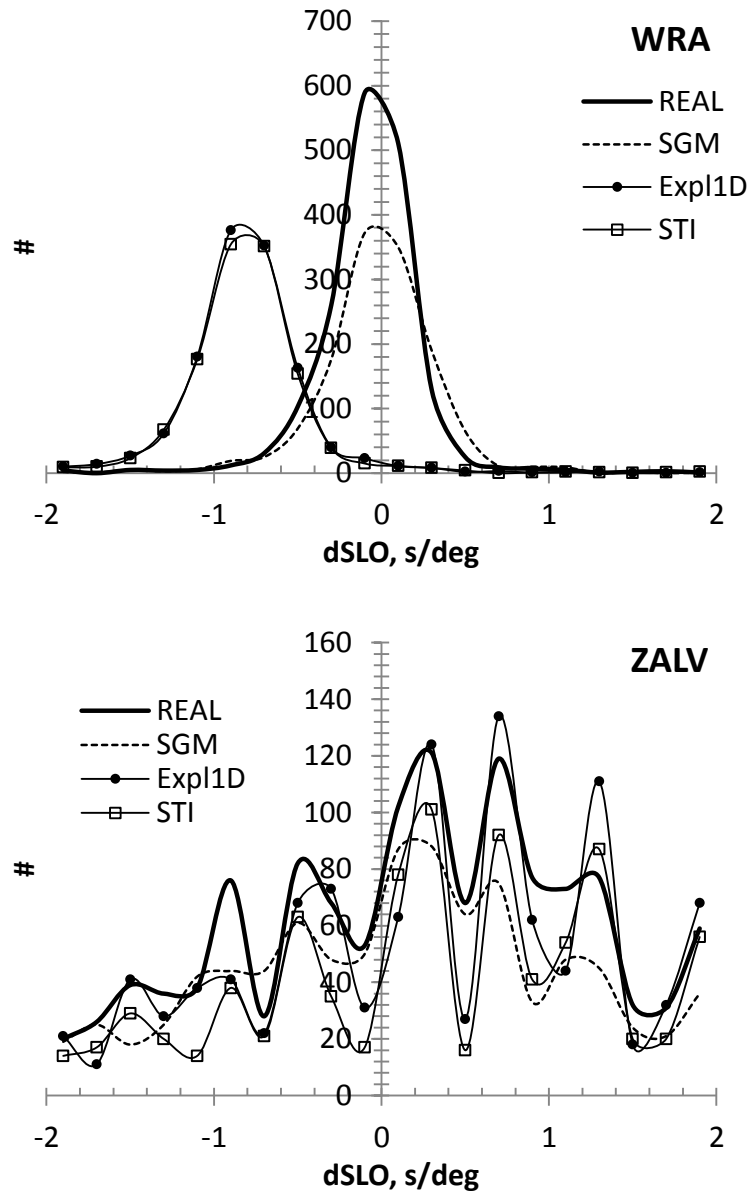 700
WRA
600
REAL
SGM
Expl1D
STI
500
400
#
300
200
100
0
-2 -1 0 1 2
dSLO, s/deg
160
ZALV
140
REAL
SGM
Expl1D
STI
120
100
80
#
60
40
20
0
-2 -1 0 1 2
dSLO, s/deg